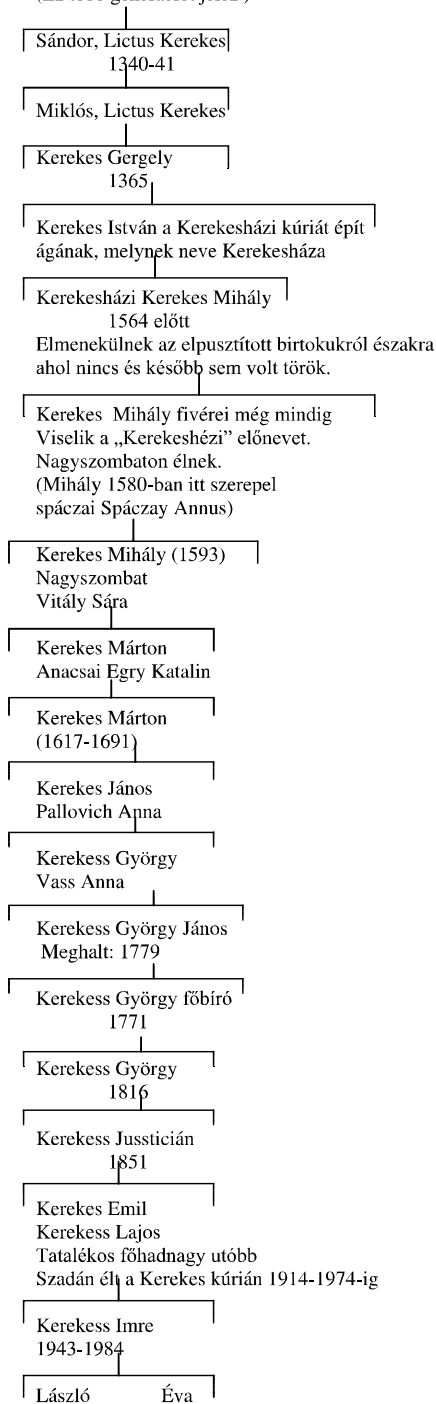 Sándor, Lictus Kerekes
1340-41
Miklós, Lictus Kerekes
Kerekes Gergely
1365
Kerekes István a Kerekesházi kúriát épít
ágának, melynek neve Kerekesháza
Kerekesházi Kerekes Mihály
1564 előtt
Elmenekülnek az elpusztított birtokukról északra
ahol nincs és később sem volt török.
Kerekes  Mihály fivérei még mindig
Viselik a „Kerekeshézi” előnevet.
Nagyszombaton élnek.
(Mihály 1580-ban itt szerepel
spáczai Spáczay Annus)
Kerekes Mihály (1593)
Nagyszombat
Vitály Sára
Kerekes Márton
Anacsai Egry Katalin
Kerekes Márton
(1617-1691)
Kerekes János
Pallovich Anna
Kerekess György
Vass Anna
Kerekess György János
Meghalt: 1779
Kerekess György főbíró
1771
Kerekess György
1816
Kerekess Jussticián
1851
Kerekes Emil
Kerekess Lajos
Tatalékos főhadnagy utóbb
Szadán élt a Kerekes kúrián 1914-1974-ig
Kerekess Imre
1943-1984
László Éva